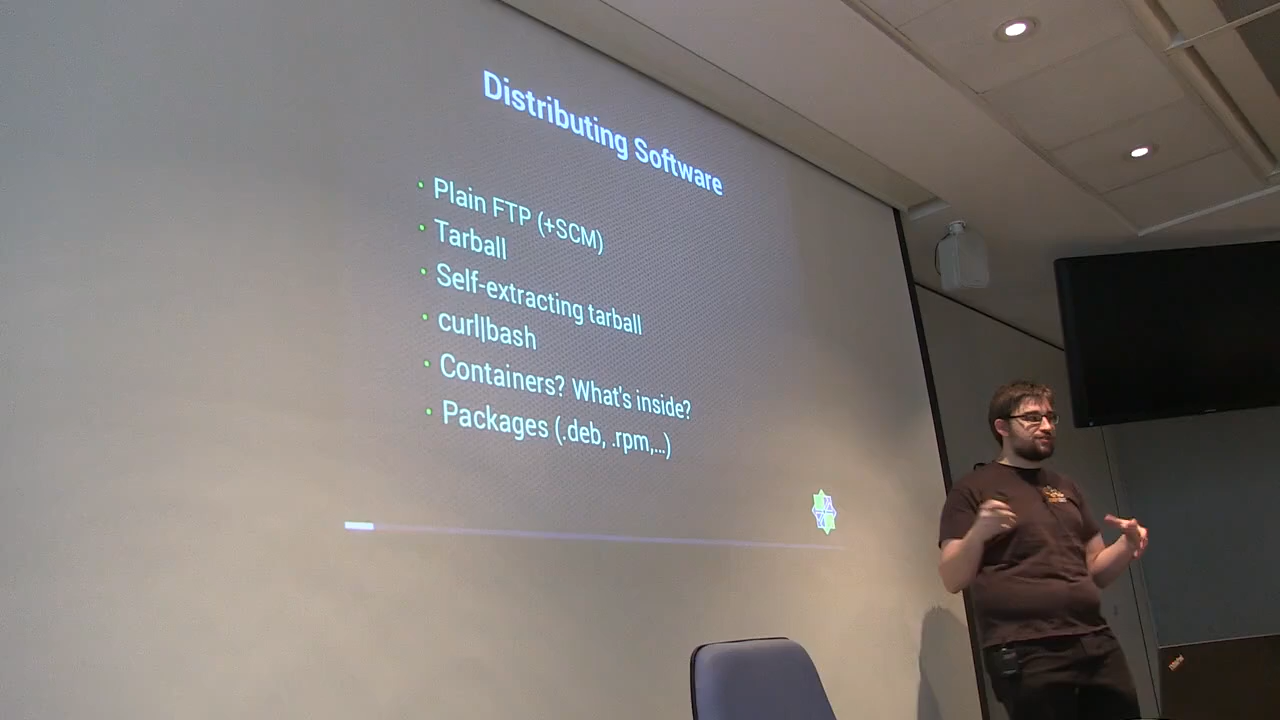 Distributing Software
Plain FTP (+SCM)
Tarball
Self-extracting tarball
curl|bash
Containers? What's inside?
Packages (.deb, .rpm,...)